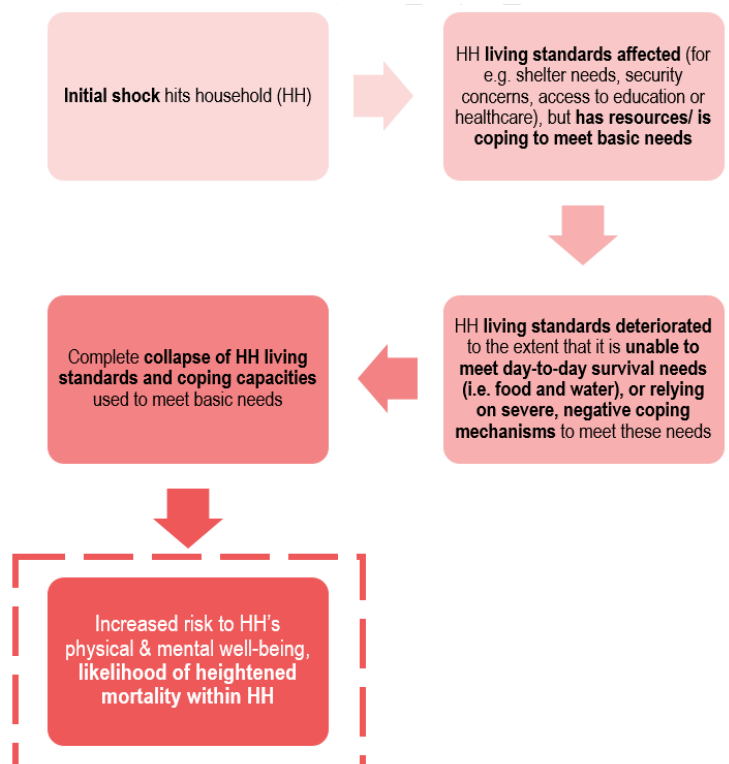 Initial shock hits household (HH)
HH living standards affected (for
e.g. shelter needs, security
concerns, access to education or
healthcare), but has resources/ is
coping to meet basic needs
HH living standards deteriorated
to the extent that it is unable to
meet day-to-day survival needs
(i.e. food and water), or relying
on severe, negative coping
mechanisms to meet these needs
Complete collapse of HH living
standards and coping capacities
used to meet basic needs
Increased risk to HH's
physical & mental well-being,
likelihood of heightened
mortality within HH